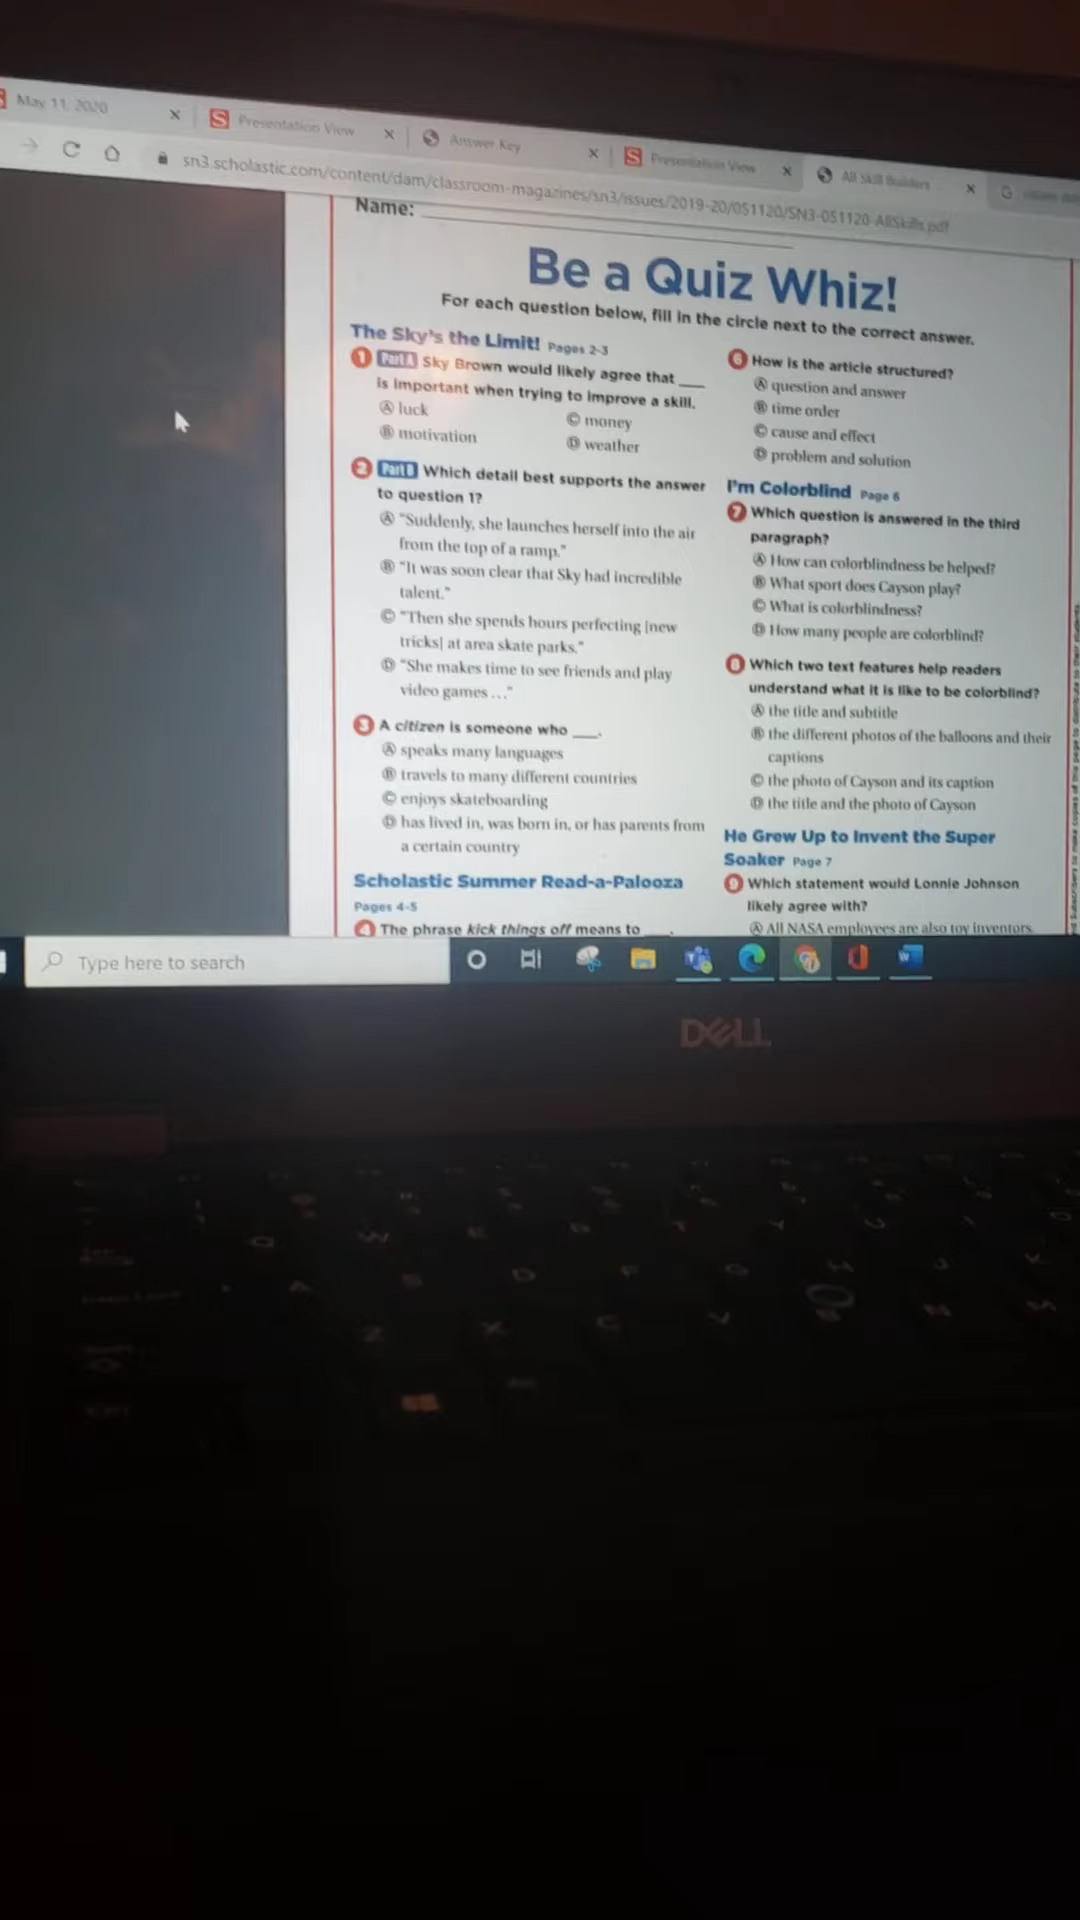 May 11, 2020
Presentation View
Answer Key
Presentation View
All Skill Builders
sn3.scholastic.com/content/dam/classroom-magazines/sn3/issues/2019-20/051120/SN3-051120-AllSkills.pdf
Name:
Be a Quiz Whiz!
For each question below, fill in the circle next to the correct answer.
The Sky's the Limit! Pages 2-3
1 Part A Sky Brown would likely agree that ___
is important when trying to improve a skill.
A luck
C money
B motivation
D weather
2 Part B Which detail best supports the answer
to question 1?
A "Suddenly, she launches herself into the air
from the top of a ramp."
B "It was soon clear that Sky had incredible
talent."
C "Then she spends hours perfecting [new
tricks] at area skate parks."
D "She makes time to see friends and play
video games ..."
3 A citizen is someone who ___.
A speaks many languages
B travels to many different countries
C enjoys skateboarding
D has lived in, was born in, or has parents from
a certain country
Scholastic Summer Read-a-Palooza
Pages 4-5
4 The phrase kick things off means to ___.
6 How is the article structured?
A question and answer
B time order
C cause and effect
D problem and solution
I'm Colorblind Page 6
7 Which question is answered in the third
paragraph?
A How can colorblindness be helped?
B What sport does Cayson play?
C What is colorblindness?
D How many people are colorblind?
8 Which two text features help readers
understand what it is like to be colorblind?
A the title and subtitle
B the different photos of the balloons and their
captions
C the photo of Cayson and its caption
D the title and the photo of Cayson
He Grew Up to Invent the Super
Soaker Page 7
9 Which statement would Lonnie Johnson
likely agree with?
A All NASA employees are also toy inventors.
to make copies of this page to distribute to their students.
Type here to search
DELL